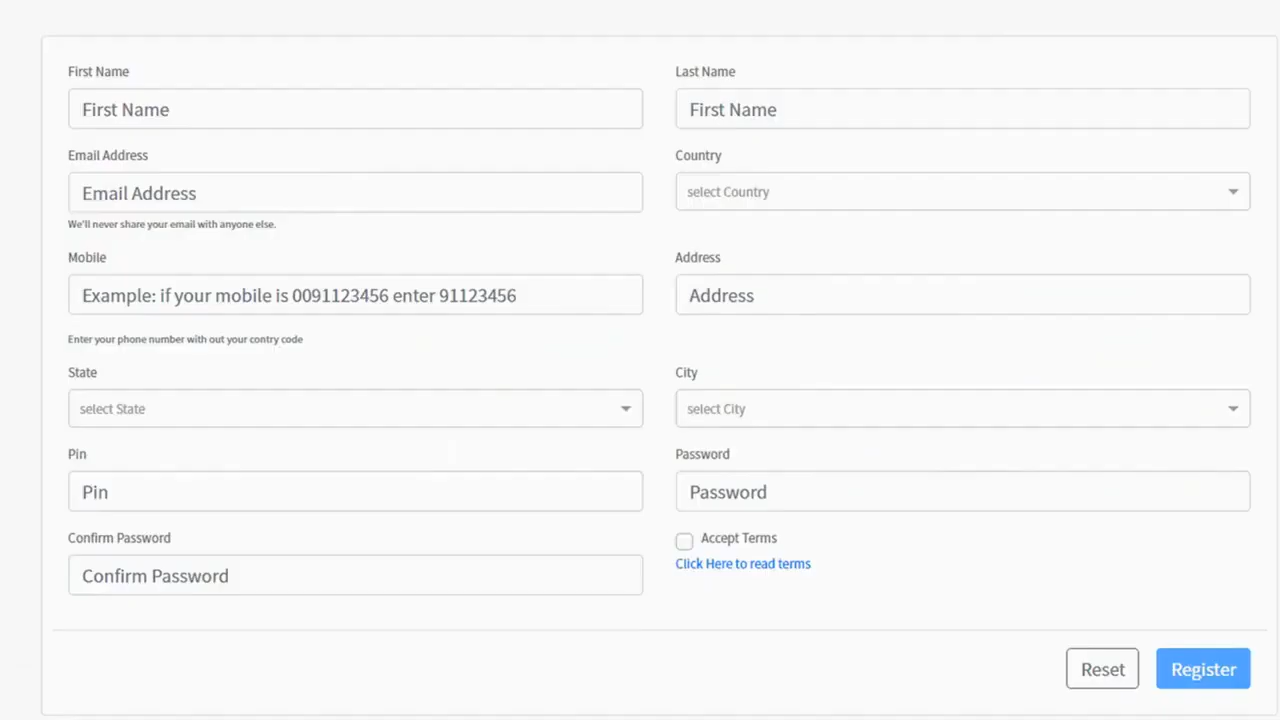 First Name
Last Name
First Name
First Name
Email Address
Country
Email Address
select Country
We'll never share your email with anyone else.
Mobile
Address
Example: if your mobile is 0091123456 enter 91123456
Address
Enter your phone number with out your contry code
State
City
select State
select City
Pin
Password
Pin
Password
Confirm Password
Accept Terms
Confirm Password
Click Here to read terms
Reset
Register